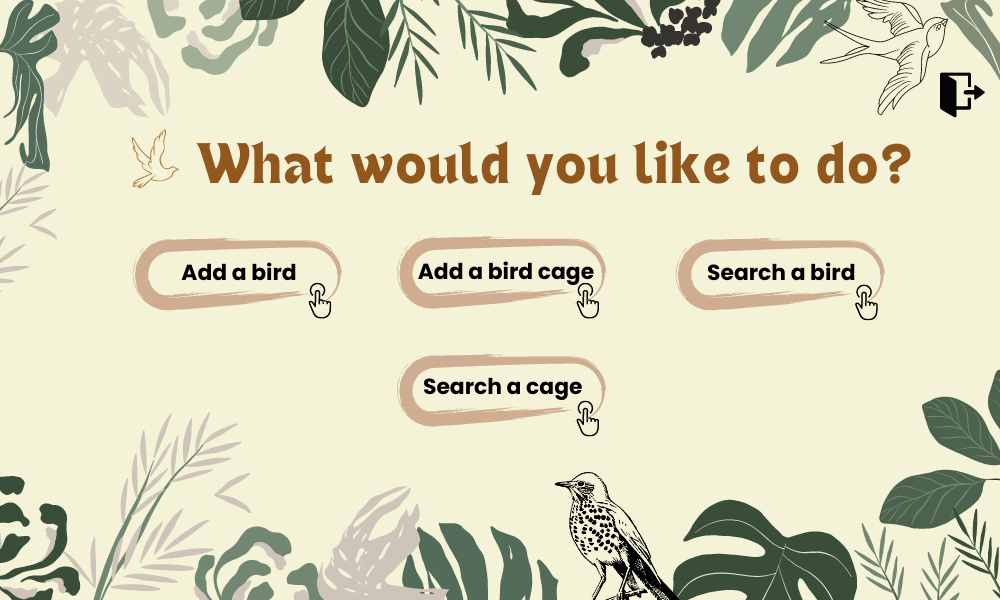 What would you like to do?
Add a bird
Add a bird cage
Search a bird
Search a cage